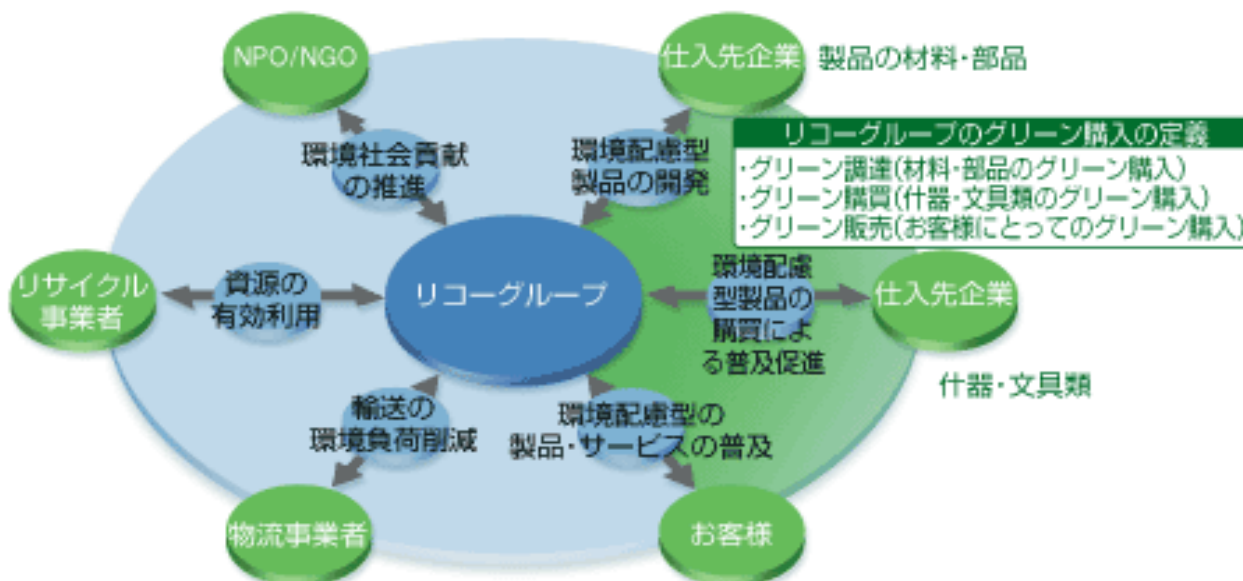 NPO/NGO
仕入先企業
製品の材料・部品
環境社会貢献
の推進
環境配慮型
製品の開発
リコーグループのグリーン購入の定義
・グリーン調達(材料・部品のグリーン購入)
・グリーン購買(什器・文具類のグリーン購入)
・グリーン販売(お客様にとってのグリーン購入)
リサイクル
事業者
資源の
有効利用
リコーグループ
環境配慮
型製品の
購買によ
る普及促進
仕入先企業
什器・文具類
輸送の
環境負荷削減
環境配慮型の
製品・サービスの普及
物流事業者
お客様